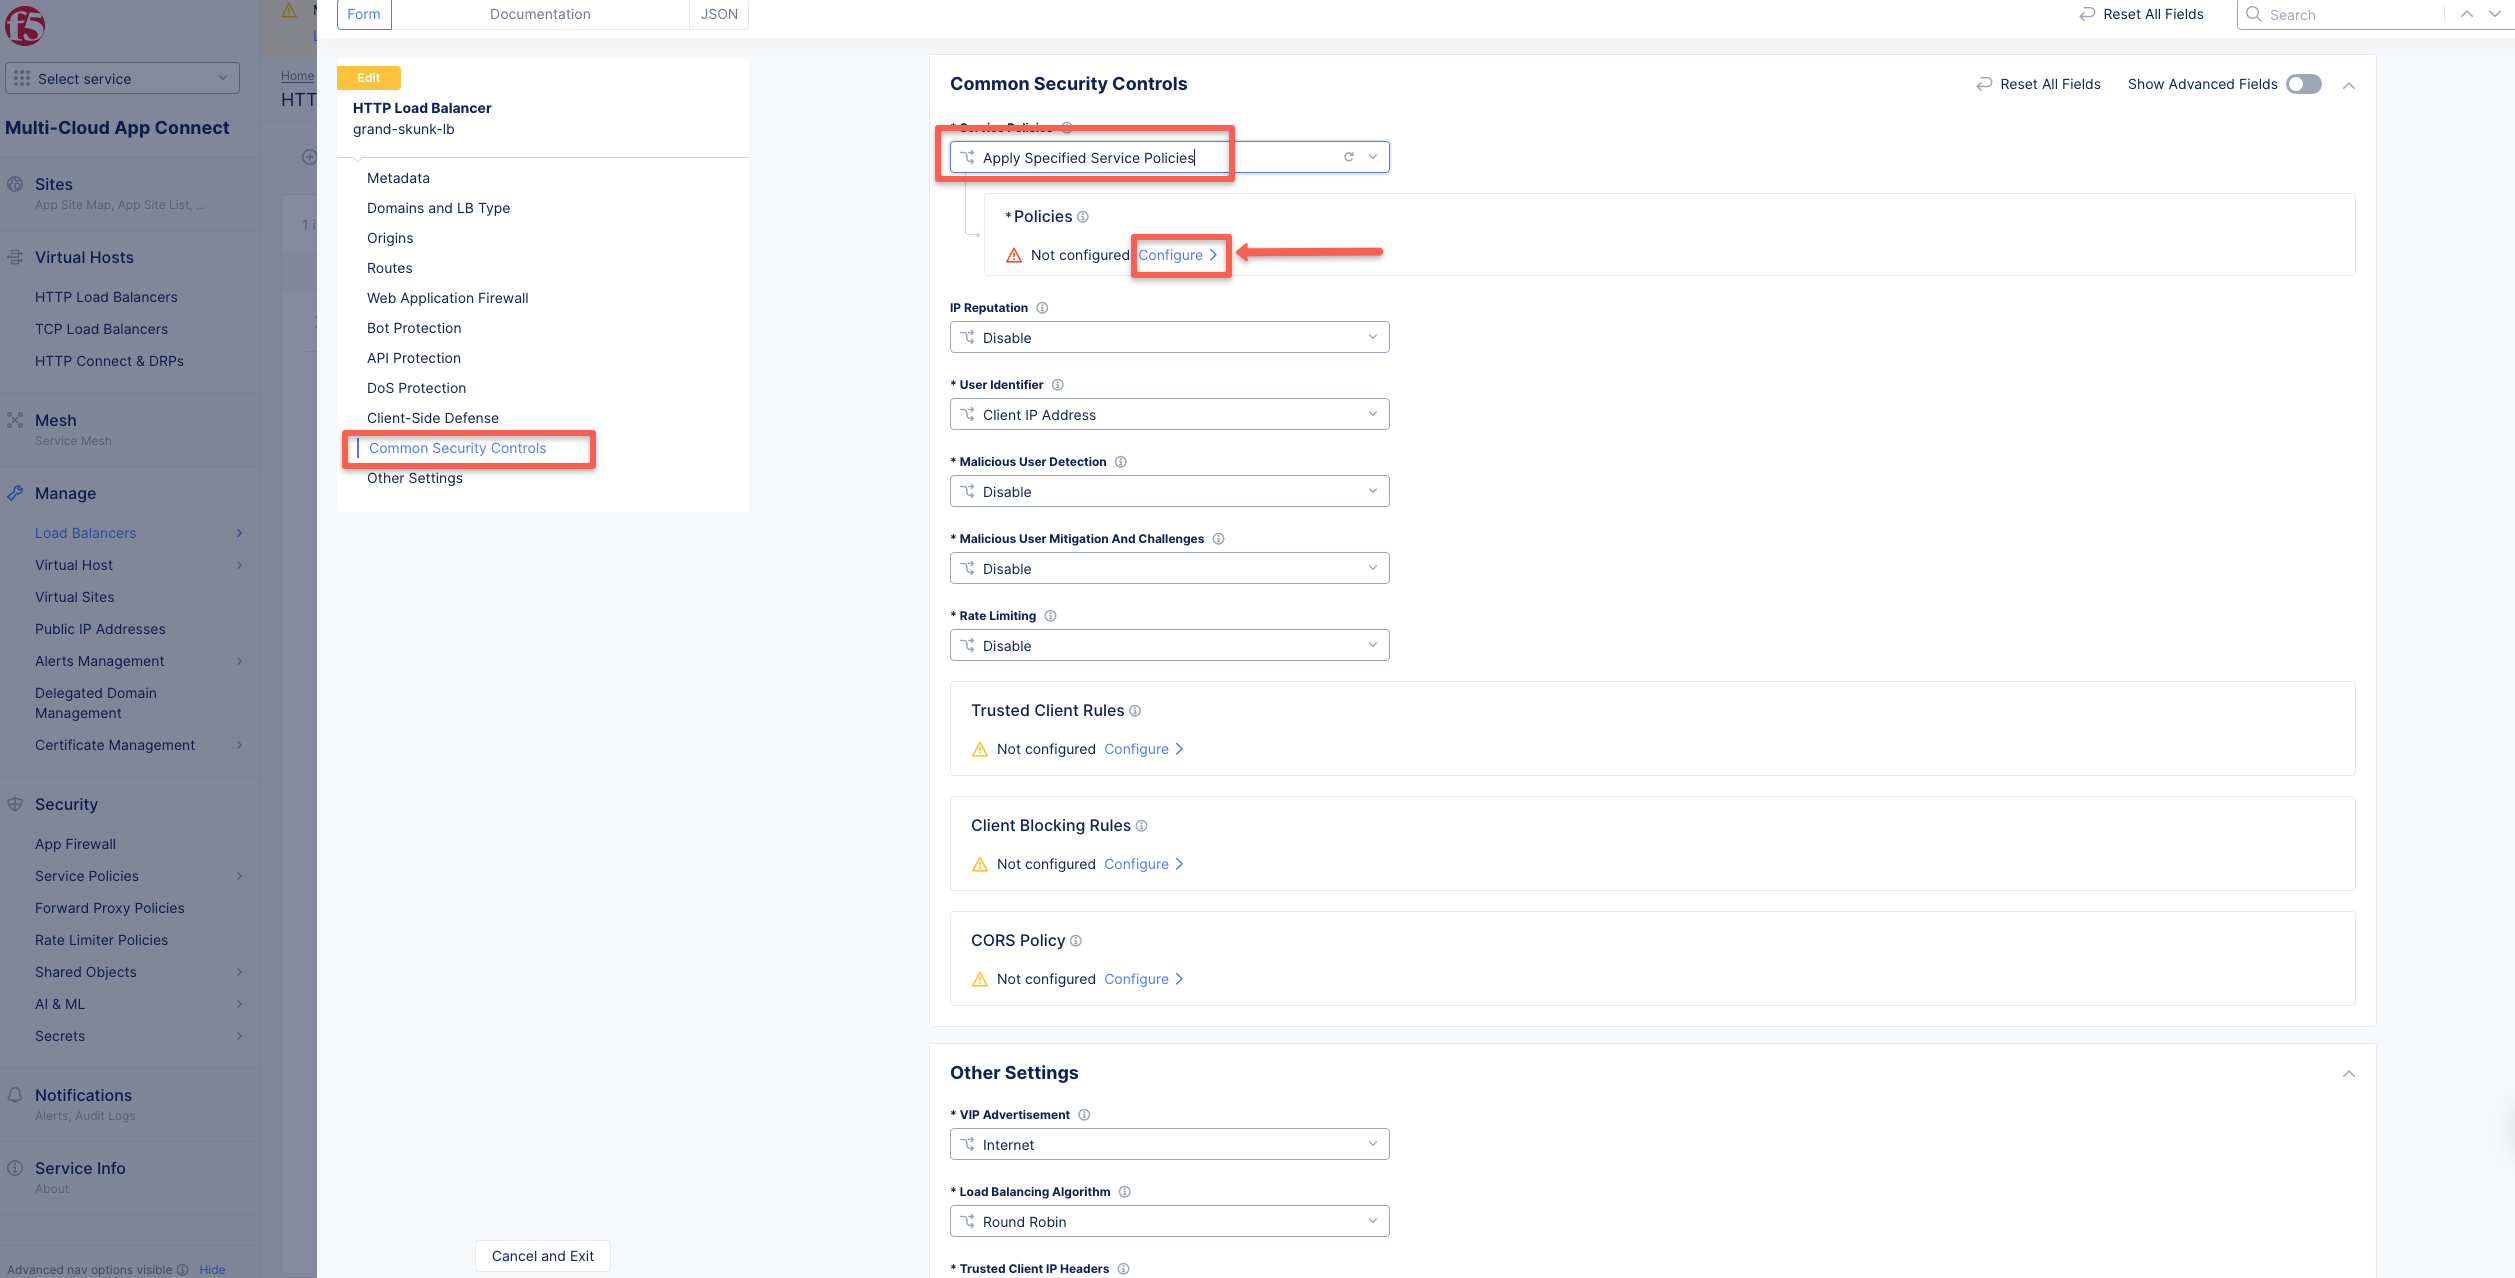 f5
Select service
Multi-Cloud App Connect
Sites
App Site Map, App Site List, ...
Virtual Hosts
HTTP Load Balancers
TCP Load Balancers
HTTP Connect & DRPs
Mesh
Service Mesh
Manage
Load Balancers
Virtual Host
Virtual Sites
Public IP Addresses
Alerts Management
Delegated Domain
Management
Certificate Management
Security
App Firewall
Service Policies
Forward Proxy Policies
Rate Limiter Policies
Shared Objects
AI & ML
Secrets
Notifications
Alerts, Audit Logs
Service Info
About
Advanced nav options visible Hide
Home
HTT
Form Documentation JSON
Reset All Fields Search
Edit
HTTP Load Balancer
grand-skunk-lb
Metadata
Domains and LB Type
Origins
Routes
Web Application Firewall
Bot Protection
API Protection
DoS Protection
Client-Side Defense
Common Security Controls
Other Settings
Cancel and Exit
Common Security Controls Reset All Fields Show Advanced Fields
* Service Policies
Apply Specified Service Policies
* Policies
Not configured Configure
IP Reputation
Disable
* User Identifier
Client IP Address
* Malicious User Detection
Disable
* Malicious User Mitigation And Challenges
Disable
* Rate Limiting
Disable
Trusted Client Rules
Not configured Configure
Client Blocking Rules
Not configured Configure
CORS Policy
Not configured Configure
Other Settings
* VIP Advertisement
Internet
* Load Balancing Algorithm
Round Robin
* Trusted Client IP Headers